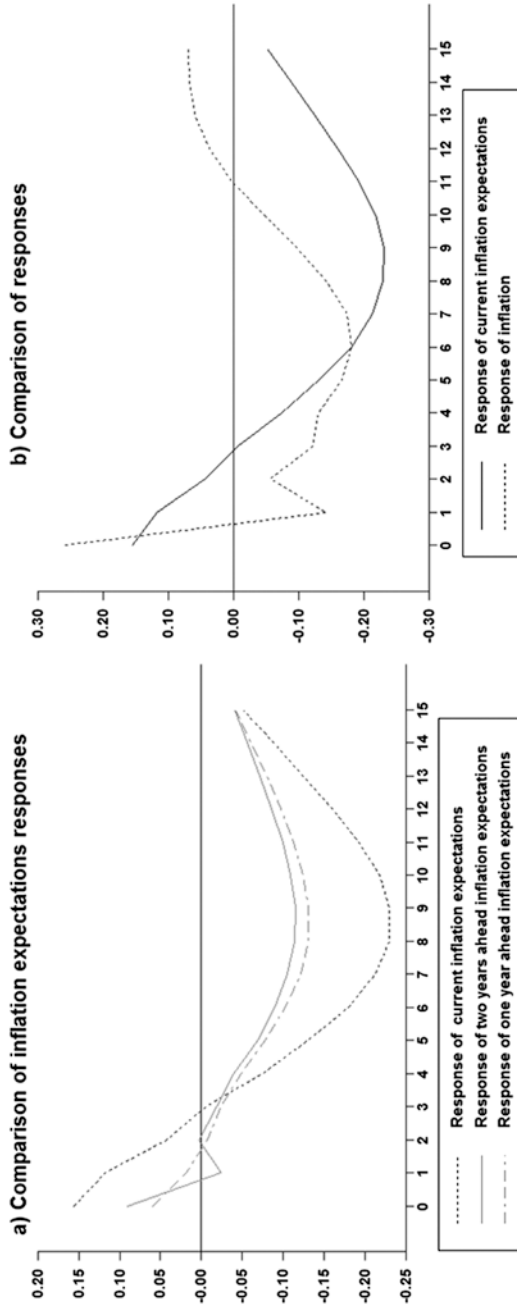 a) Comparison of inflation expectations responses
0.20
0.15
0.10
0.05
-0.00
-0.05
-0.10
-0.15
-0.20
-0.25
0 1 2 3 4 5 6 7 8 9 10 11 12 13 14 15
Response of current inflation expectations
Response of two years ahead inflation expectations
Response of one year ahead inflation expectations
b) Comparison of responses
0.30
0.20
0.10
0.00
-0.10
-0.20
-0.30
0 1 2 3 4 5 6 7 8 9 10 11 12 13 14 15
Response of current inflation expectations
Response of inflation